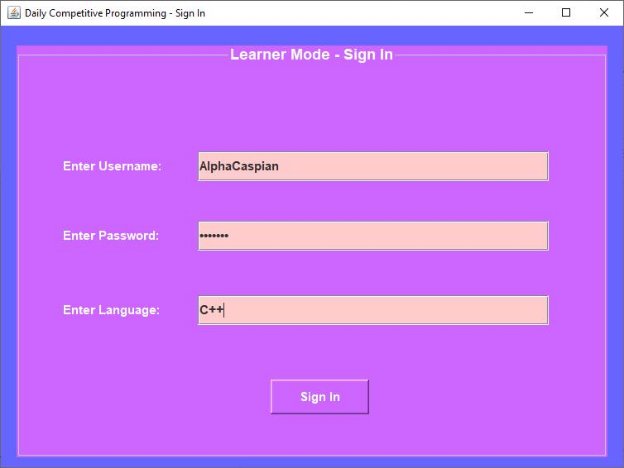 Daily Competitive Programming - Sign In
Learner Mode - Sign In
Enter Username: AlphaCaspian
Enter Password: •••••••
Enter Language: C++
Sign In